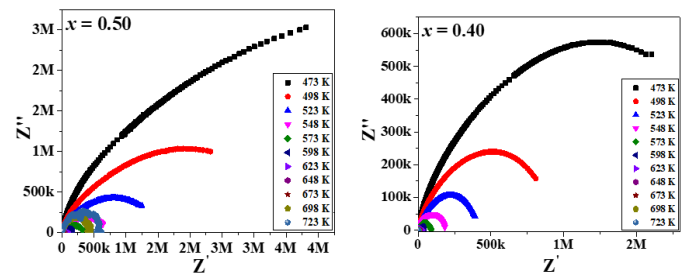 x = 0.50
3M
2M
2M
1M
500k
0
Z''
0 500k 1M 2M 2M 3M 3M 4M 4M
Z'
473 K
498 K
523 K
548 K
573 K
598 K
623 K
648 K
673 K
698 K
723 K
x = 0.40
600k
500k
400k
300k
200k
100k
0
Z''
0 500k 1M 2M 2M
Z'
473 K
498 K
523 K
548 K
573 K
598 K
623 K
648 K
673 K
698 K
723 K